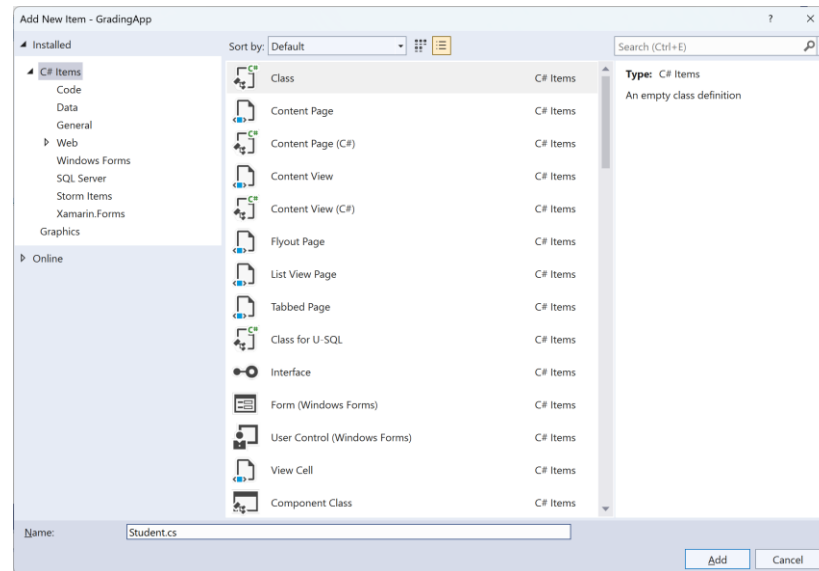 Add New Item - GradingApp
?
Installed
Sort by: Default
Search (Ctrl+E)
C# Items
Code
Data
General
Web
Windows Forms
SQL Server
Storm Items
Xamarin.Forms
Graphics
Online
Class C# Items
Content Page C# Items
Content Page (C#) C# Items
Content View C# Items
Content View (C#) C# Items
Flyout Page C# Items
List View Page C# Items
Tabbed Page C# Items
Class for U-SQL C# Items
Interface C# Items
Form (Windows Forms) C# Items
User Control (Windows Forms) C# Items
View Cell C# Items
Component Class C# Items
Type: C# Items
An empty class definition
Name: Student.cs
Add Cancel